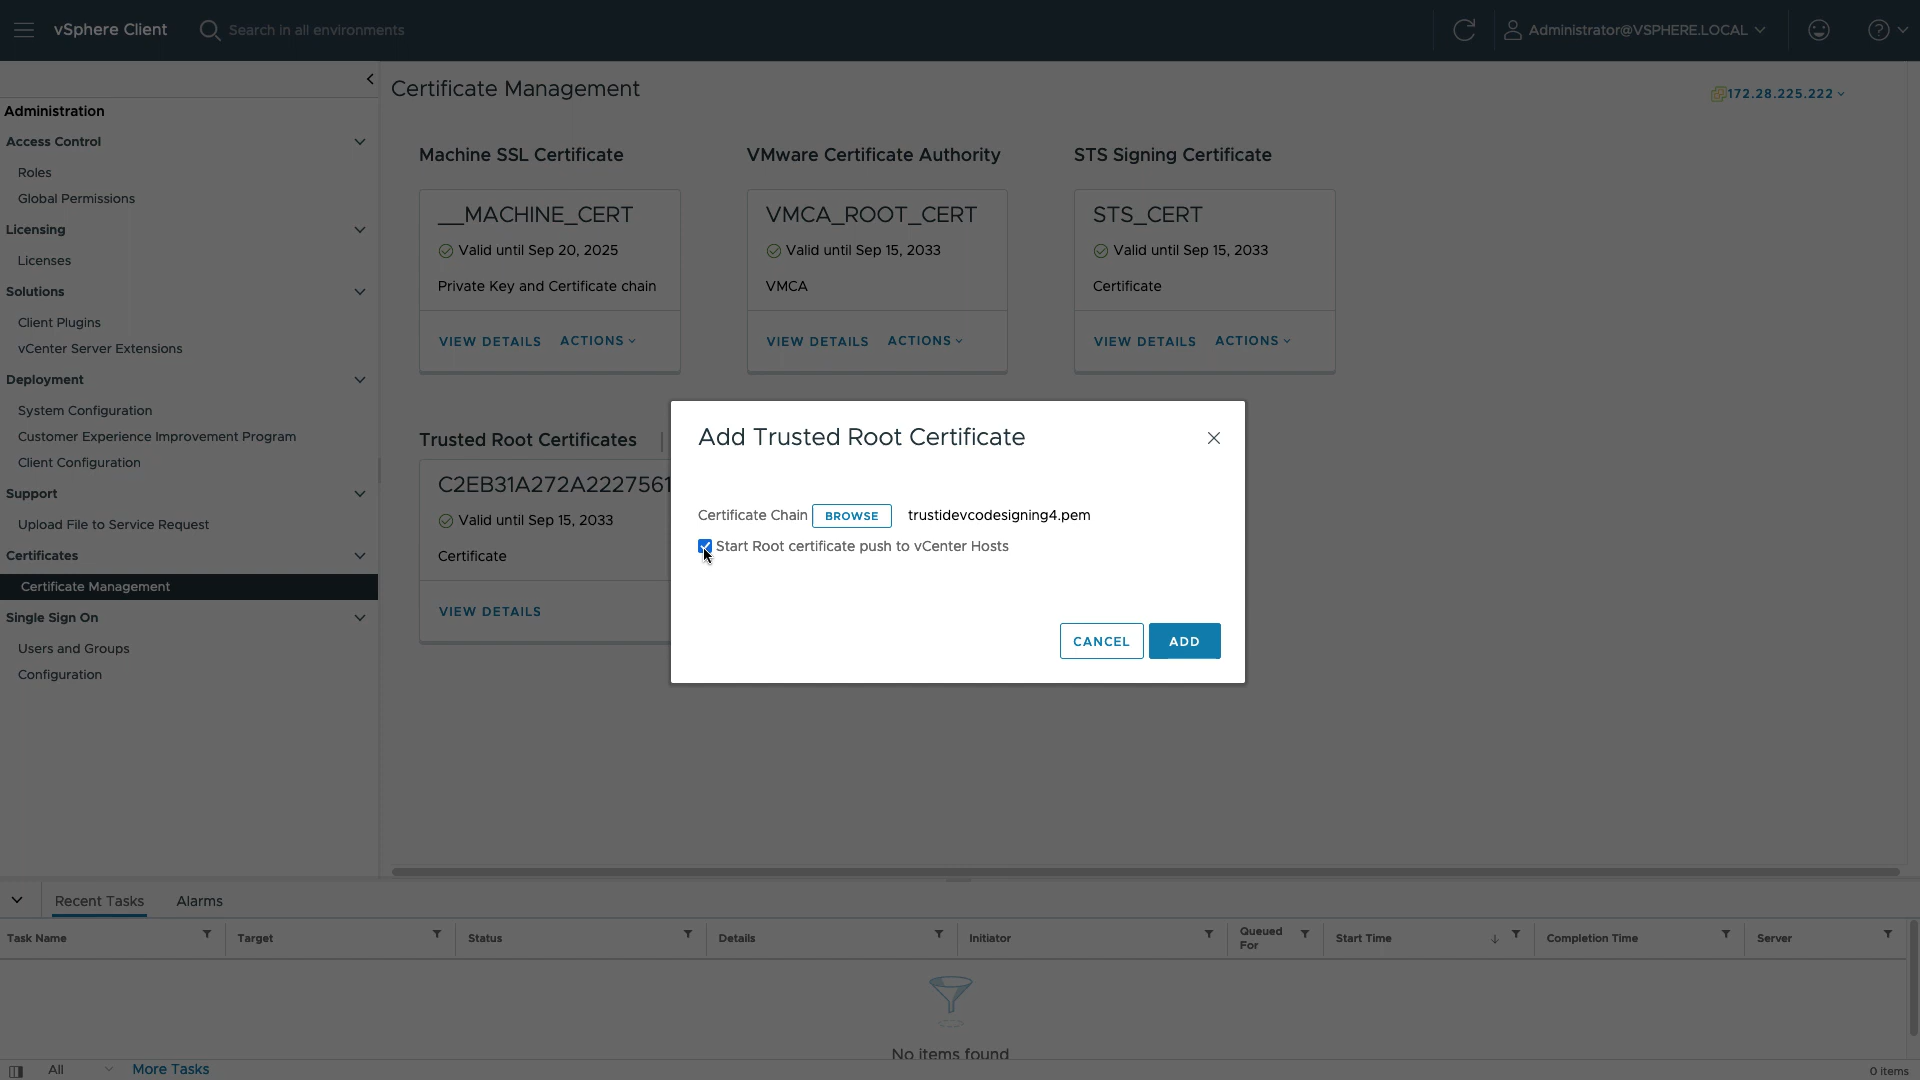 vSphere Client
Search in all environments
Administrator@VSPHERE.LOCAL
Administration
Access Control
Roles
Global Permissions
Licensing
Licenses
Solutions
Client Plugins
vCenter Server Extensions
Deployment
System Configuration
Customer Experience Improvement Program
Client Configuration
Support
Upload File to Service Request
Certificates
Certificate Management
Single Sign On
Users and Groups
Configuration
Certificate Management
172.28.225.222
Machine SSL Certificate
__MACHINE_CERT
Valid until Sep 20, 2025
Private Key and Certificate chain
VIEW DETAILS ACTIONS
VMware Certificate Authority
VMCA_ROOT_CERT
Valid until Sep 15, 2033
VMCA
VIEW DETAILS ACTIONS
STS Signing Certificate
STS_CERT
Valid until Sep 15, 2033
Certificate
VIEW DETAILS ACTIONS
Trusted Root Certificates
C2EB31A272A2227561
Valid until Sep 15, 2033
Certificate
VIEW DETAILS
Add Trusted Root Certificate
Certificate Chain BROWSE trustidevcodesigning4.pem
Start Root certificate push to vCenter Hosts
CANCEL ADD
Recent Tasks Alarms
Task Name Target Status Details Initiator Queued For Start Time Completion Time Server
No items found
All More Tasks 0 items